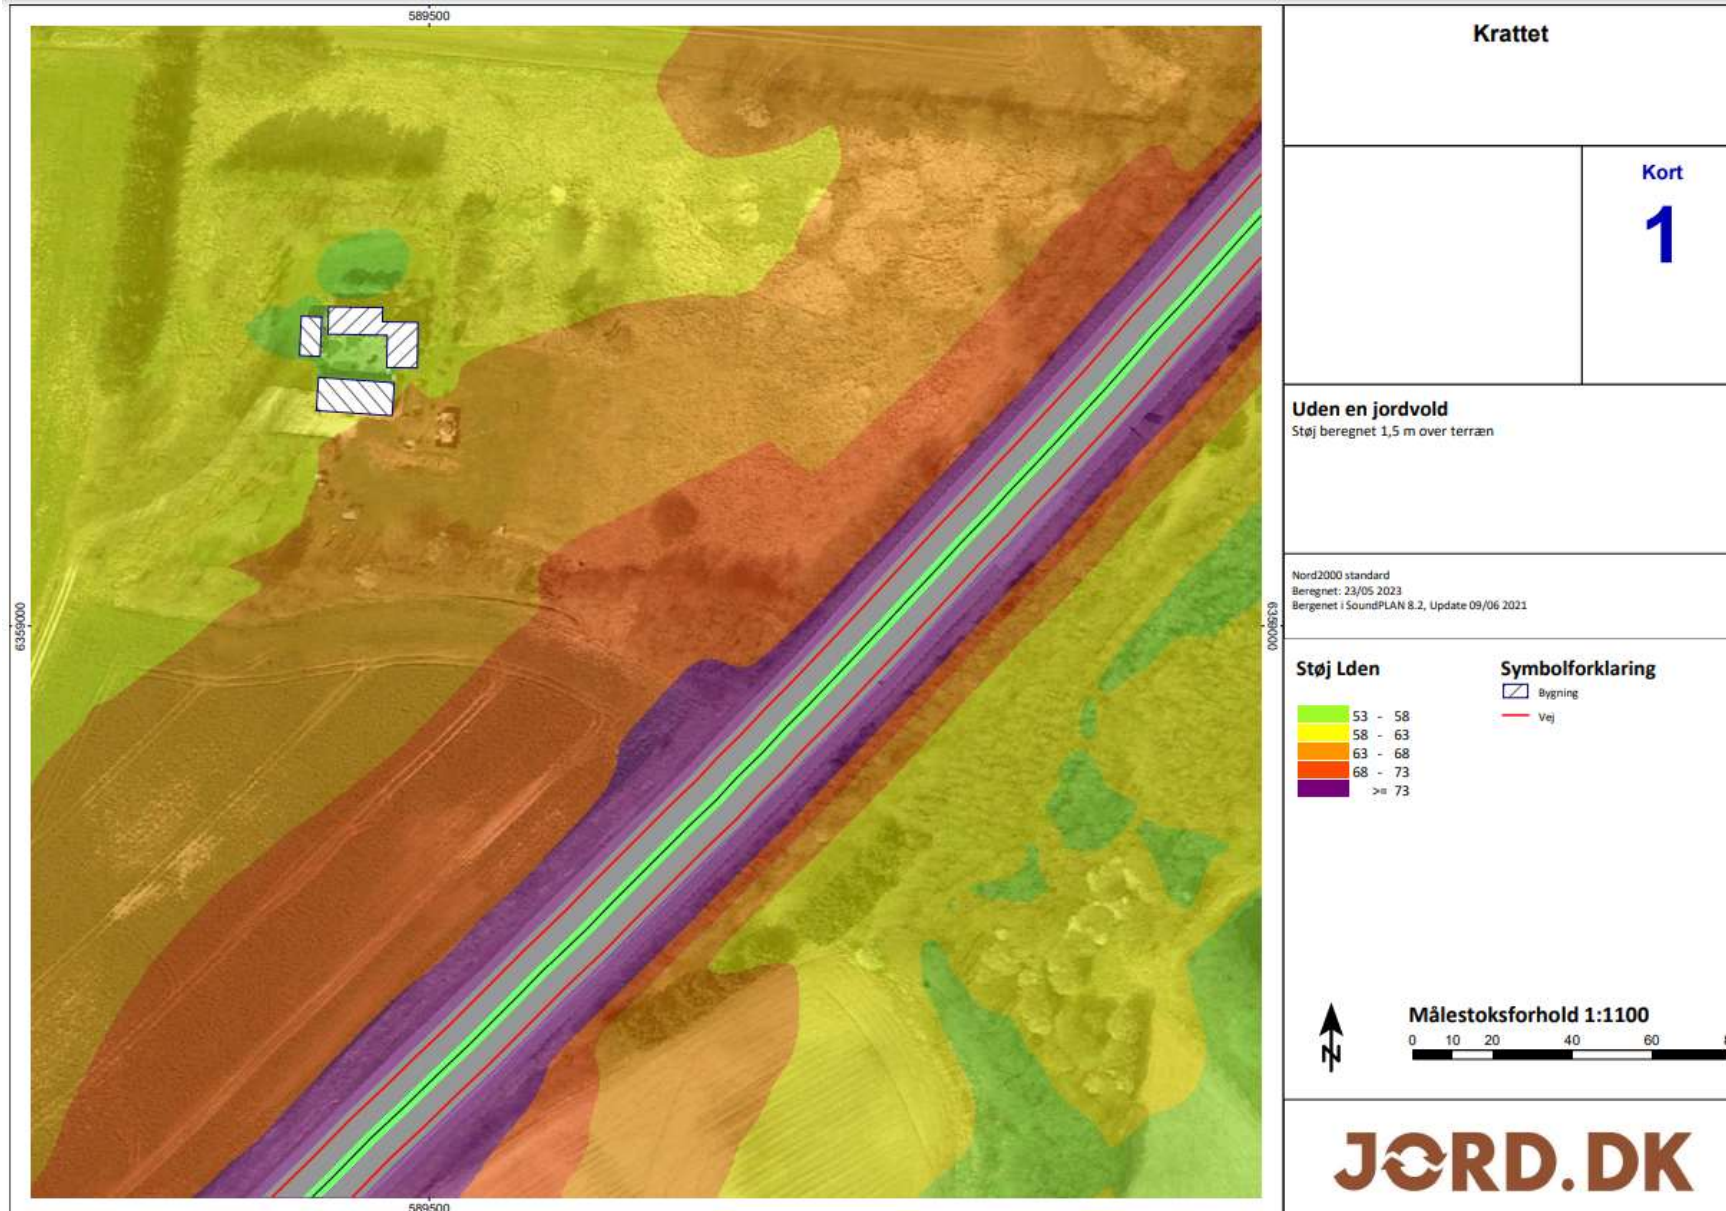 589500
Krattet
Kort
1
Uden en jordvold
Støj beregnet 1,5 m over terræn
Nord2000 standard
Beregnet: 23/05 2023
Bergenet i SoundPLAN 8.2, Update 09/06 2021
6359000
6359000
Støj Lden
53 - 58
58 - 63
63 - 68
68 - 73
>= 73
Symbolforklaring
Bygning
Vej
N
Målestoksforhold 1:1100
0 10 20 40 60
JORD.DK
589500